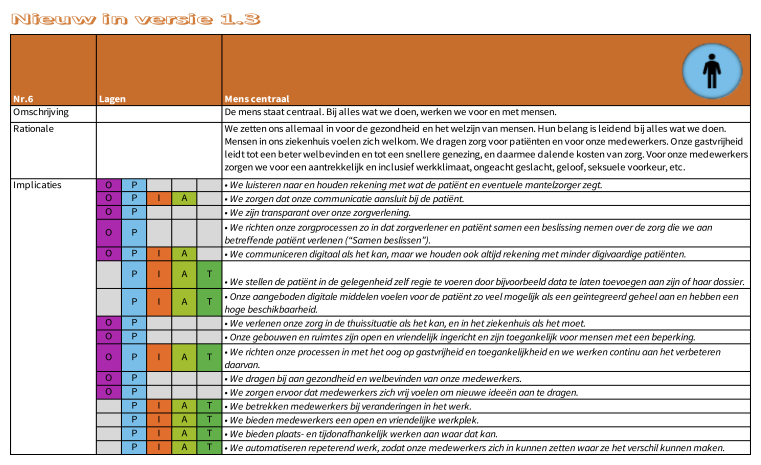 Nieuw in versie 1.3
Nr.6 Lagen Mens centraal
Omschrijving De mens staat centraal. Bij alles wat we doen, werken we voor en met mensen.
Rationale We zetten ons allemaal in voor de gezondheid en het welzijn van mensen. Hun belang is leidend bij alles wat we doen.
Mensen in ons ziekenhuis voelen zich welkom. We dragen zorg voor patiënten en voor onze medewerkers. Onze gastvrijheid
leidt tot een beter welbevinden en tot een snellere genezing, en daarmee dalende kosten van zorg. Voor onze medewerkers
zorgen we voor een aantrekkelijk en inclusief werkklimaat, ongeacht geslacht, geloof, seksuele voorkeur, etc.
Implicaties O P • We luisteren naar en houden rekening met wat de patiënt en eventuele mantelzorger zegt.
O P I A • We zorgen dat onze communicatie aansluit bij de patiënt.
O P • We zijn transparant over onze zorgverlening.
O P • We richten onze zorgprocessen zo in dat zorgverlener en patiënt samen een beslissing nemen over de zorg die we aan
betreffende patiënt verlenen (“Samen beslissen”).
O P I A • We communiceren digitaal als het kan, maar we houden ook altijd rekening met minder digivaardige patiënten.
P I A T • We stellen de patiënt in de gelegenheid zelf regie te voeren door bijvoorbeeld data te laten toevoegen aan zijn of haar dossier.
P I A T • Onze aangeboden digitale middelen voelen voor de patiënt zo veel mogelijk als een geïntegreerd geheel aan en hebben een
hoge beschikbaarheid.
O P • We verlenen onze zorg in de thuissituatie als het kan, en in het ziekenhuis als het moet.
O P • Onze gebouwen en ruimtes zijn open en vriendelijk ingericht en zijn toegankelijk voor mensen met een beperking.
O P I A T • We richten onze processen in met het oog op gastvrijheid en toegankelijkheid en we werken continu aan het verbeteren
daarvan.
O P • We dragen bij aan gezondheid en welbevinden van onze medewerkers.
O P • We zorgen ervoor dat medewerkers zich vrij voelen om nieuwe ideeën aan te dragen.
P I A T • We betrekken medewerkers bij veranderingen in het werk.
P I A T • We bieden medewerkers een open en vriendelijke werkplek.
P I A T • We bieden plaats- en tijdonafhankelijk werken aan waar dat kan.
P I A T • We automatiseren repeterend werk, zodat onze medewerkers zich in kunnen zetten waar ze het verschil kunnen maken.